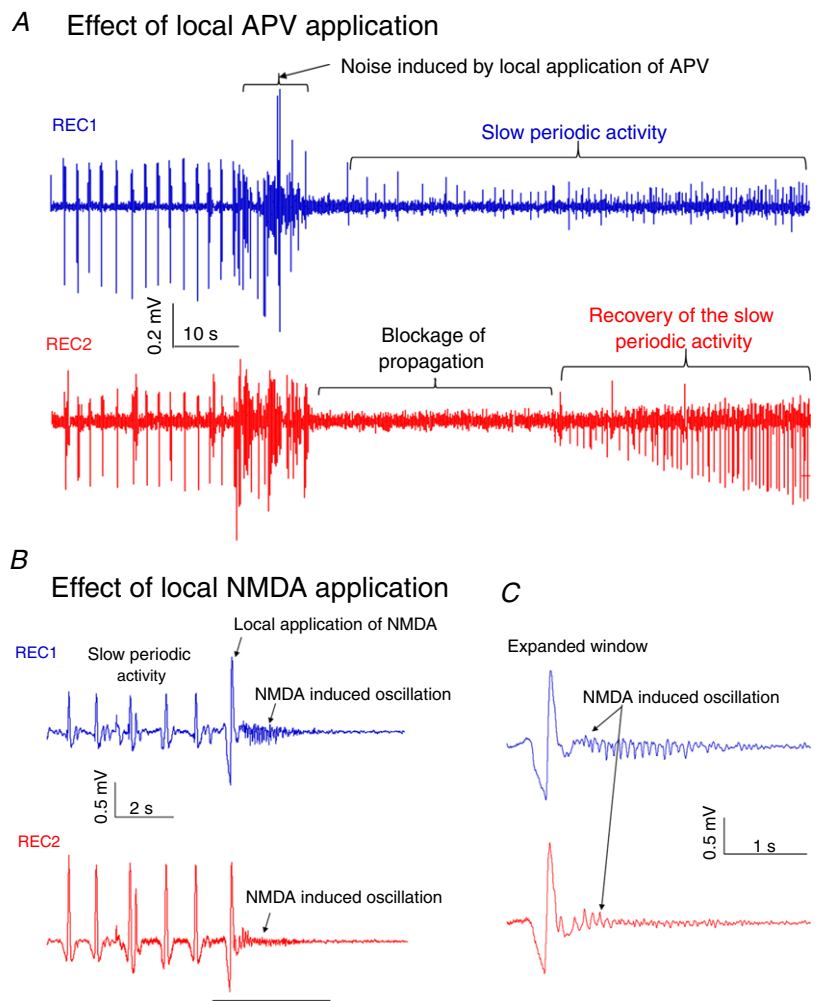 A Effect of local APV application
Noise induced by local application of APV
REC1
Slow periodic activity
0.2 mV
10 s
REC2
Blockage of
propagation
Recovery of the slow
periodic activity
B
Effect of local NMDA application
C
Local application of NMDA
REC1
Slow periodic
activity
NMDA induced oscillation
0.5 mV
2 s
REC2
NMDA induced oscillation
Expanded window
NMDA induced oscillation
0.5 mV
1 s